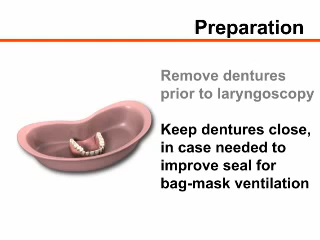 Preparation
Remove dentures
prior to laryngoscopy
Keep dentures close,
in case needed to
improve seal for
bag-mask ventilation